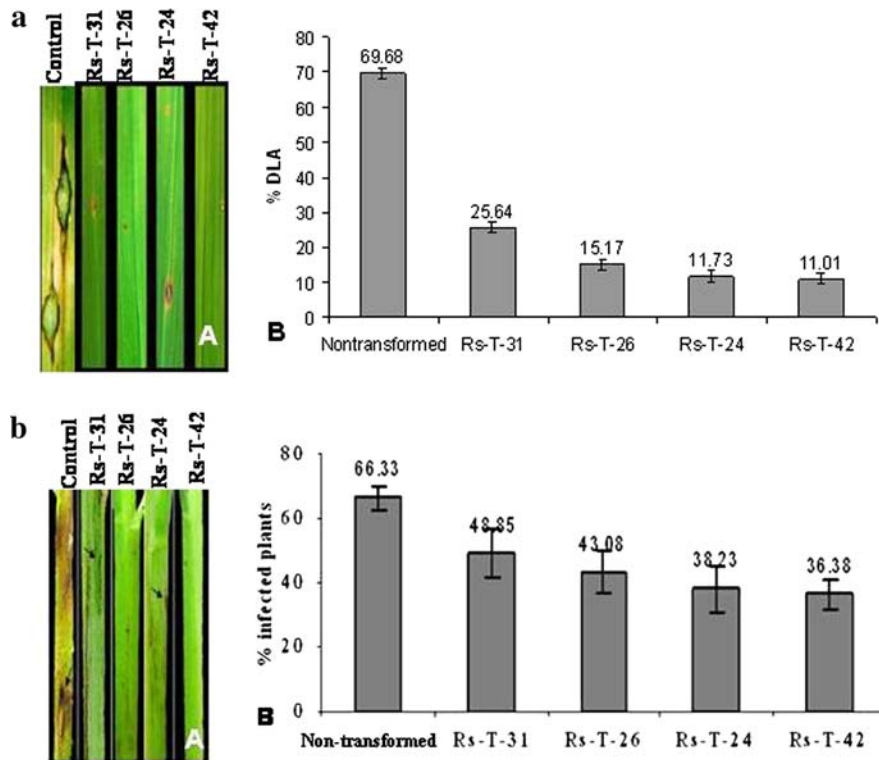 a
Control
Rs-T-31
Rs-T-26
Rs-T-24
Rs-T-42
A
80
70
60
50
40
30
20
10
0
% DLA
69.68
25.64
15.17
11.73
11.01
B
Nontransformed Rs-T-31 Rs-T-26 Rs-T-24 Rs-T-42
b
Control
Rs-T-31
Rs-T-26
Rs-T-24
Rs-T-42
A
80
60
40
20
0
% infected plants
66.33
48.85
43.08
38.23
36.38
B
Non-transformed Rs-T-31 Rs-T-26 Rs-T-24 Rs-T-42